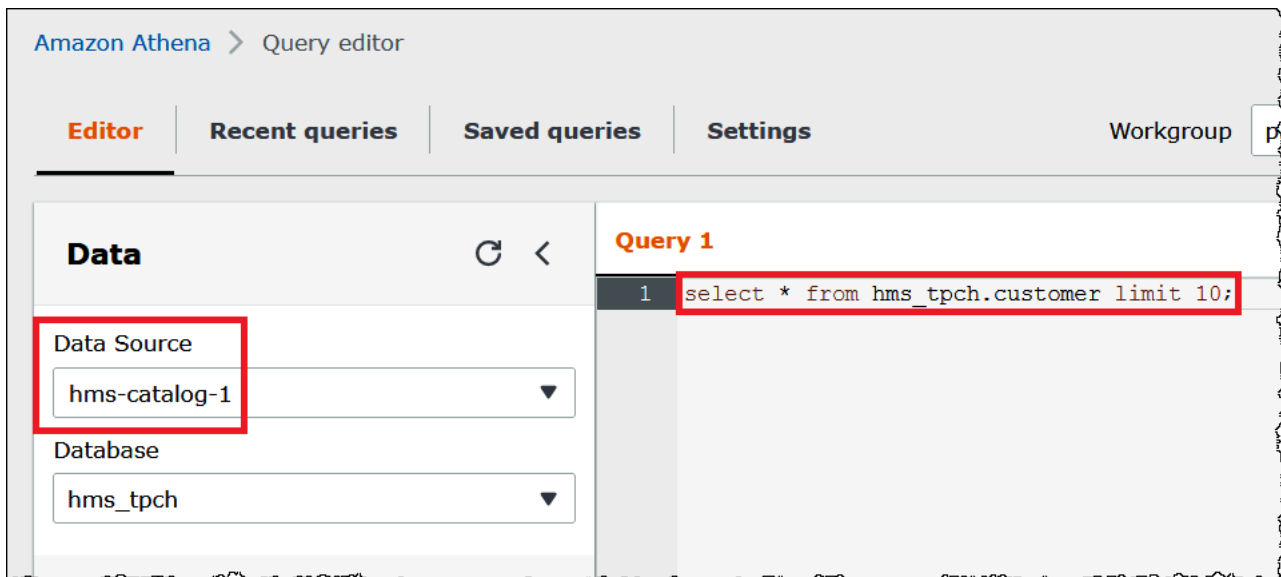 Amazon Athena > Query editor
Editor Recent queries Saved queries Settings Workgroup
Data
Query 1
1 select * from hms_tpch.customer limit 10;
Data Source
hms-catalog-1
Database
hms_tpch